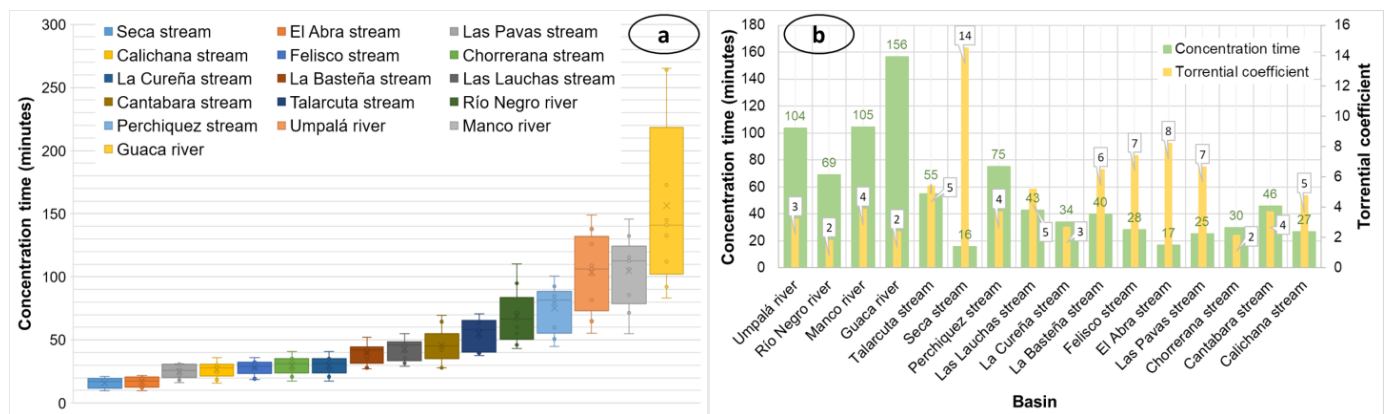 Seca stream El Abra stream Las Pavas stream
Calichana stream Felisco stream Chorrerana stream
La Cureña stream La Basteña stream Las Lauchas stream
Cantabara stream Talarcuta stream Río Negro river
Perchiquez stream Umpalá river Manco river
Guaca river
a
Concentration time (minutes)
300
250
200
150
100
50
0
b
Concentration time
Torrential coefficient
Concentration time (minutes)
180
160
140
120
100
80
60
40
20
0
104
69
105
156
55
16
75
43
34
40
28
17
25
30
46
27
3
2
4
2
5
14
4
5
3
6
7
8
7
2
4
5
16
14
12
10
8
6
4
2
0
Torrential coefficient
Umpalá river
Río Negro river
Manco river
Guaca river
Talarcuta stream
Seca stream
Perchiquez stream
Las Lauchas stream
La Cureña stream
La Basteña stream
Felisco stream
El Abra stream
Las Pavas stream
Chorrerana stream
Cantabara stream
Calichana stream
Basin